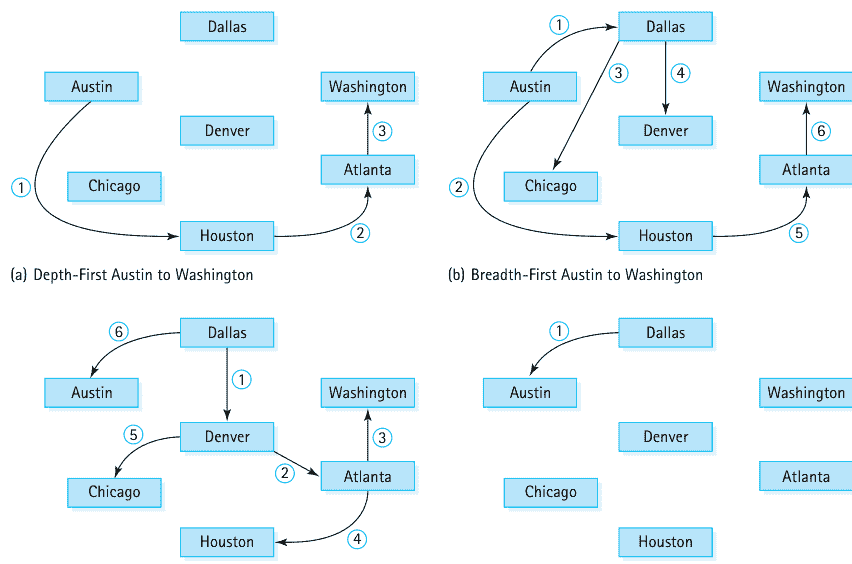 Dallas
1
Austin
Washington
3
Denver
Atlanta
1
Chicago
Houston
2
(a) Depth-First Austin to Washington
1
Dallas
3
4
Austin
Washington
Denver
6
Atlanta
2
Chicago
Houston
5
(b) Breadth-First Austin to Washington
6
Dallas
1
Austin
Washington
5
Denver
3
2
Atlanta
Chicago
Houston
4
1
Dallas
Austin
Washington
Denver
Atlanta
Chicago
Houston